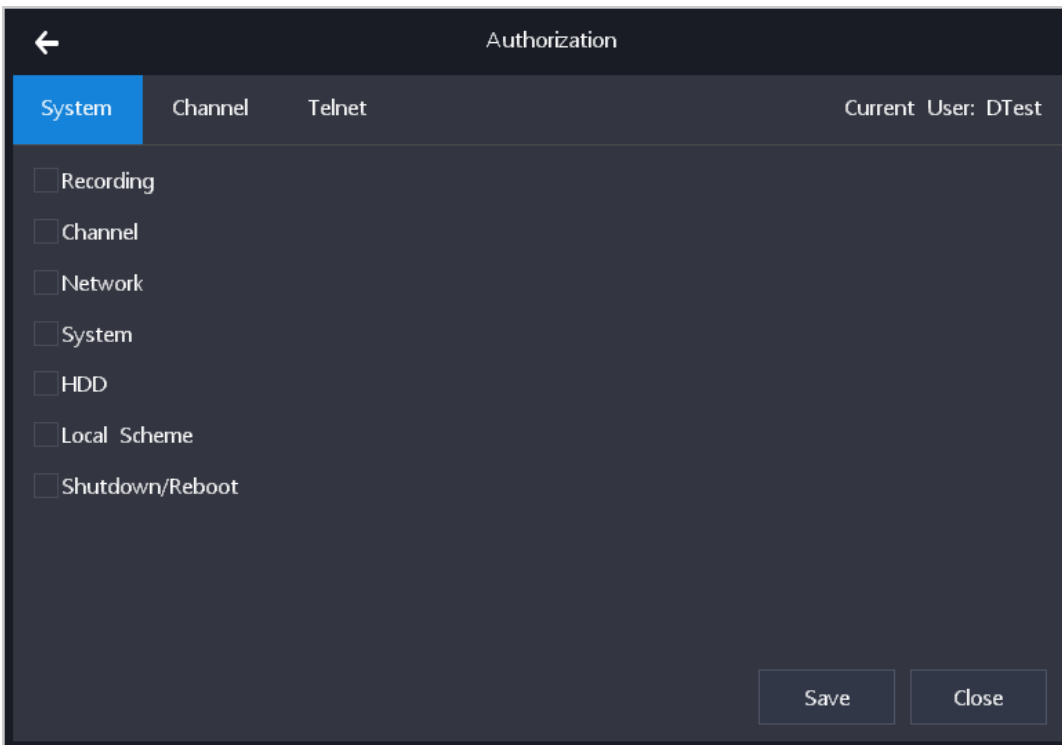 Authorization
System Channel Telnet Current User: DTest
Recording
Channel
Network
System
HDD
Local Scheme
Shutdown/Reboot
Save Close